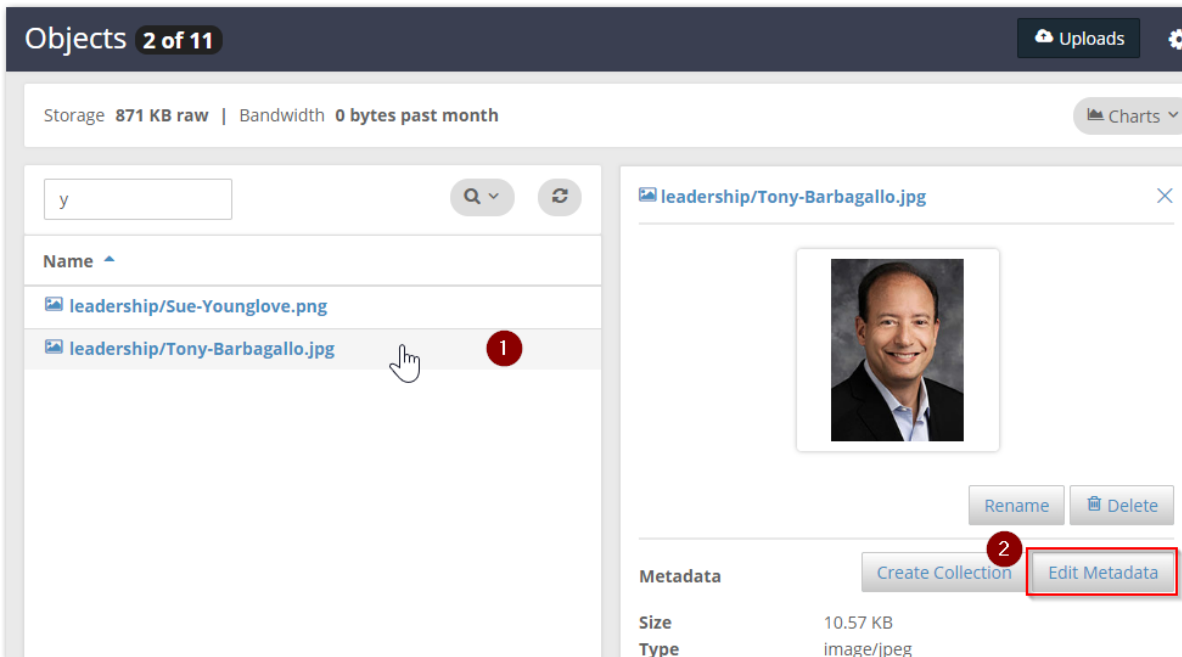 Objects 2 of 11
Uploads
Storage 871 KB raw | Bandwidth 0 bytes past month
Charts
y
Name
leadership/Sue-Younglove.png
leadership/Tony-Barbagallo.jpg
1
leadership/Tony-Barbagallo.jpg
Rename
Delete
2
Metadata
Create Collection
Edit Metadata
Size 10.57 KB
Type image/jpeg